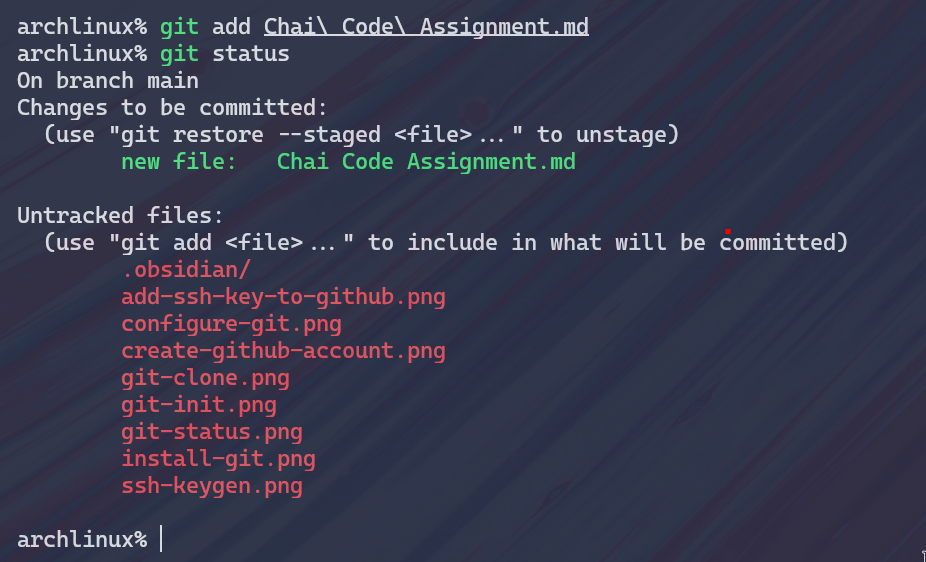 archlinux% git add Chai\ Code\ Assignment.md
archlinux% git status
On branch main
Changes to be committed:
  (use "git restore --staged <file>..." to unstage)
        new file:   Chai Code Assignment.md

Untracked files:
  (use "git add <file>..." to include in what will be committed)
        .obsidian/
        add-ssh-key-to-github.png
        configure-git.png
        create-github-account.png
        git-clone.png
        git-init.png
        git-status.png
        install-git.png
        ssh-keygen.png

archlinux%